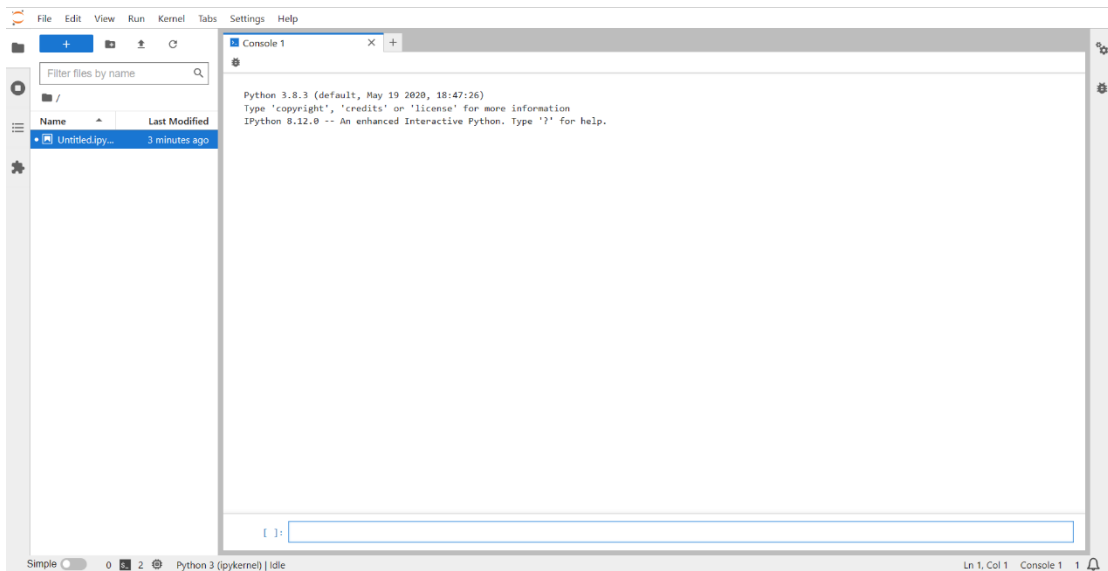 File Edit View Run Kernel Tabs Settings Help
+
Console 1 × +
Filter files by name
/
Name Last Modified
Untitled.ipy... 3 minutes ago
Python 3.8.3 (default, May 19 2020, 18:47:26)
Type 'copyright', 'credits' or 'license' for more information
IPython 8.12.0 -- An enhanced Interactive Python. Type '?' for help.
[ ]:
Simple 0 2 Python 3 (ipykernel) | Idle Ln 1, Col 1 Console 1 1